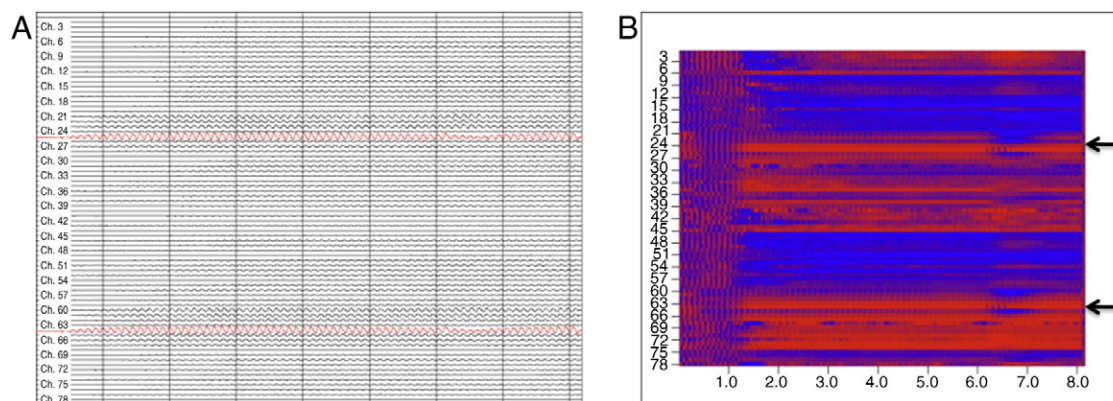 A
Ch. 3
Ch. 6
Ch. 9
Ch. 12
Ch. 15
Ch. 18
Ch. 21
Ch. 24
Ch. 27
Ch. 30
Ch. 33
Ch. 36
Ch. 39
Ch. 42
Ch. 45
Ch. 48
Ch. 51
Ch. 54
Ch. 57
Ch. 60
Ch. 63
Ch. 66
Ch. 69
Ch. 72
Ch. 75
Ch. 78
B
3
6
9
12
15
18
21
24
27
30
33
36
39
42
45
48
51
54
57
60
63
66
69
72
75
78
1.0 2.0 3.0 4.0 5.0 6.0 7.0 8.0